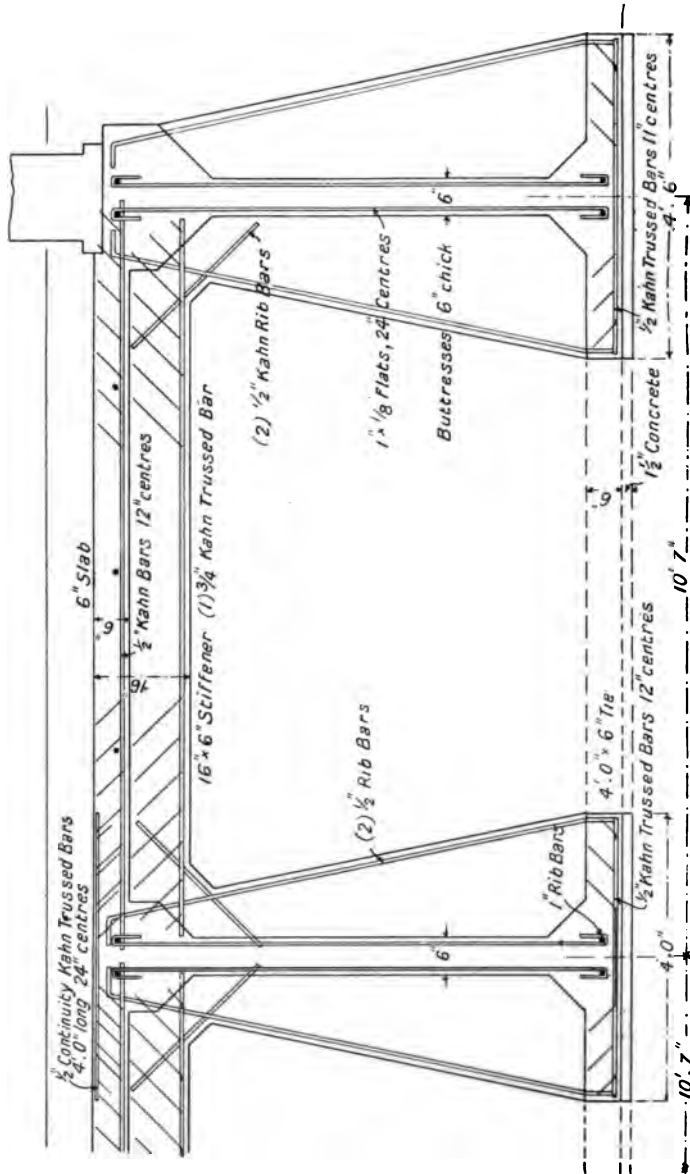 ½" Continuity Kahn Trussed Bars
4'.0" long 24" centres
6" Slab
6"
½" Kahn Bars 12" centres
16"
16" × 6" Stiffener (1) ¾" Kahn Trussed Bar
(2) ½" Kahn Rib Bars
1" × ⅛ Flats, 24" Centres
Buttresses 6" chick
6"
(2) ½" Rib Bars
6"
1" Rib Bars
4'.0" × 6" Tie
6"
1½" Concrete
½" Kahn Trussed Bars 12" centres
½" Kahn Trussed Bars 11" centres
4'.0"
4'.6"
10'.7"
10'.7"